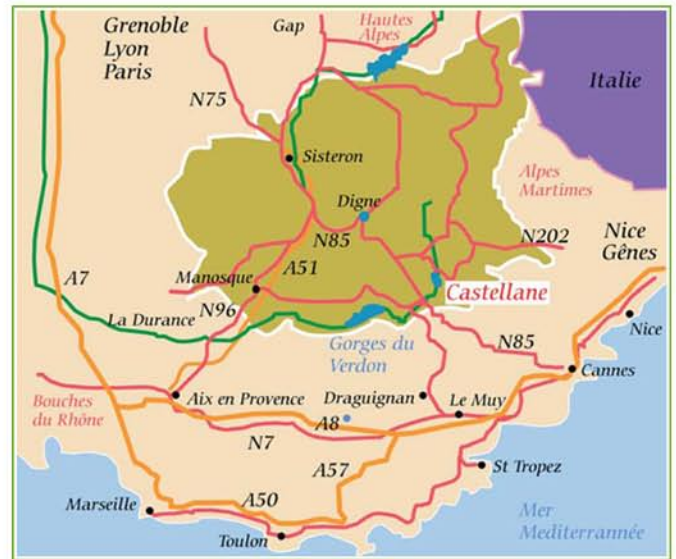 Grenoble
Lyon
Paris
Gap
Hautes
Alpes
Italie
N75
Sisteron
Alpes
Martimes
Digne
N202
Nice
Gênes
N85
A51
A7
Manosque
Castellane
N96
La Durance
Gorges du
Verdon
N85
Nice
Cannes
Bouches
du Rhône
Aix en Provence
Draguignan
Le Muy
A8
N7
A57
St Tropez
A50
Marseille
Toulon
Mer
Mediterrannée